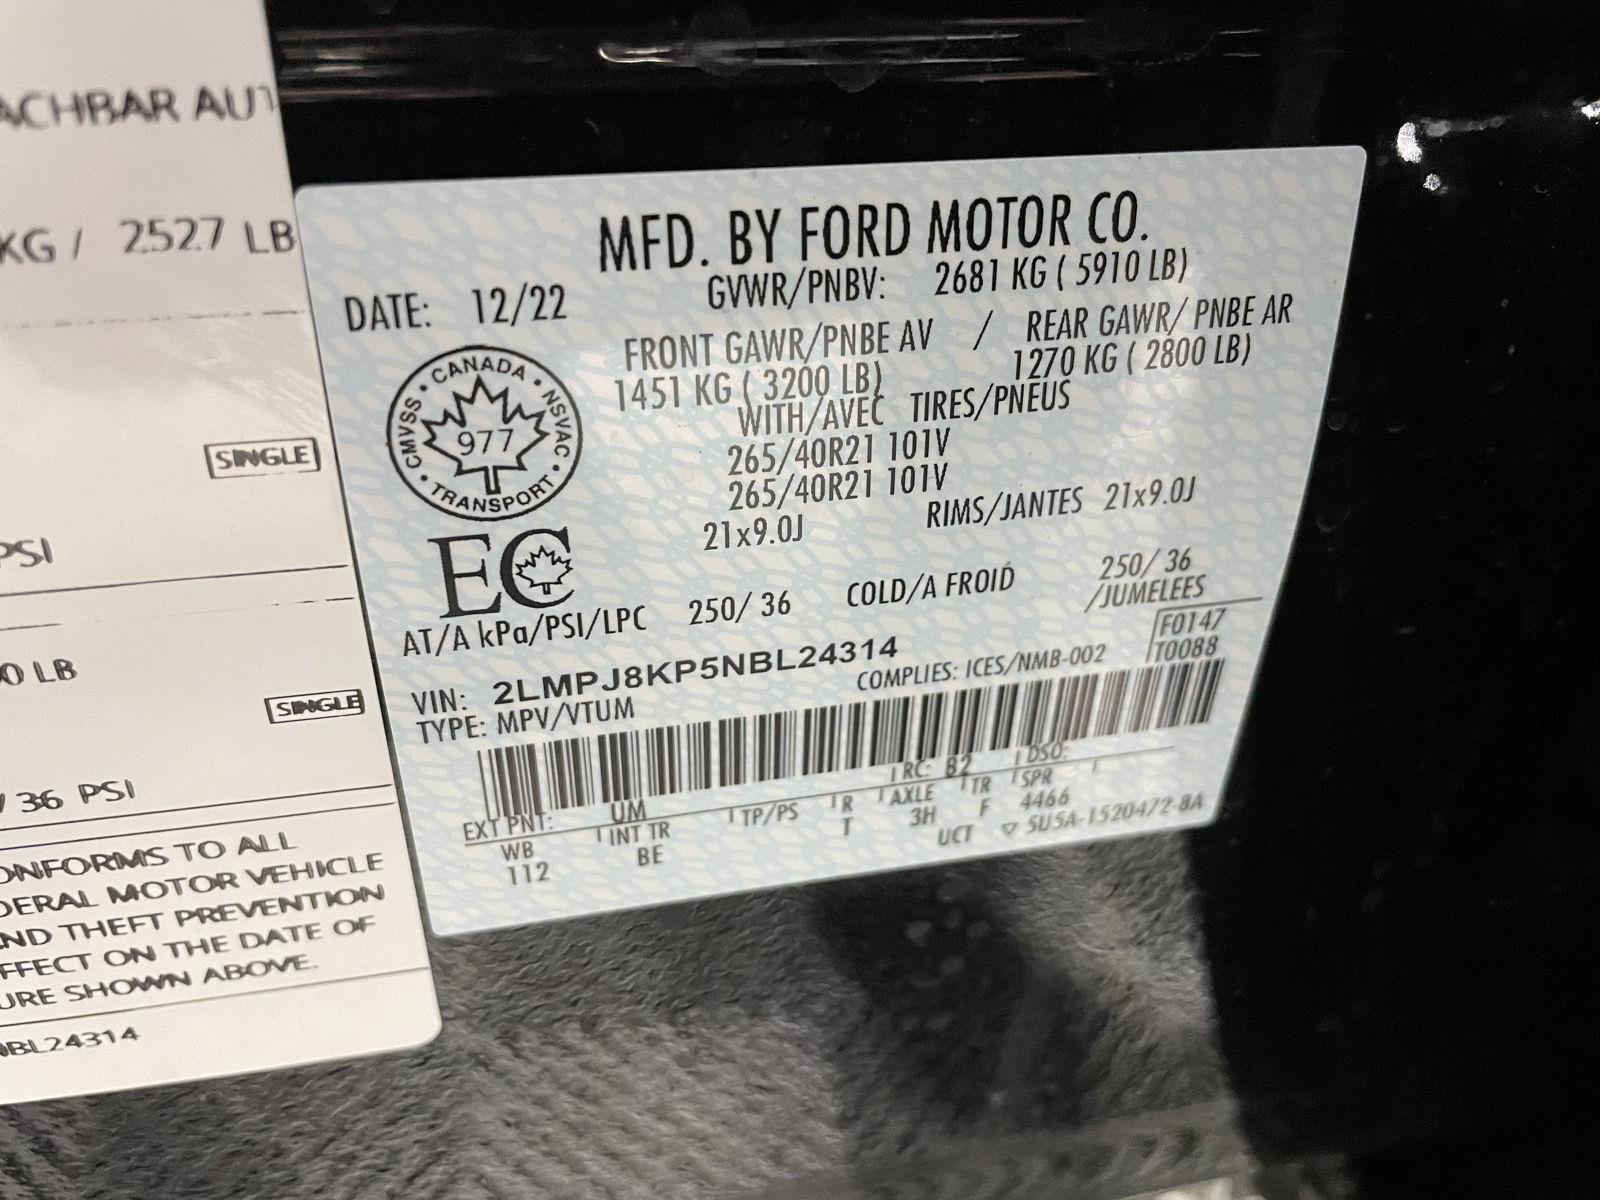 ACHBAR AUT
KG / 2527 LB
SINGLE
PSI
0 LB
SINGLE
/ 36 PSI
ONFORMS TO ALL
DERAL MOTOR VEHICLE
ND THEFT PREVENTION
FFECT ON THE DATE OF
URE SHOWN ABOVE.
NBL24314
MFD. BY FORD MOTOR CO.
DATE: 12/22
GVWR/PNBV: 2681 KG ( 5910 LB)
FRONT GAWR/PNBE AV / REAR GAWR/ PNBE AR
1451 KG ( 3200 LB) 1270 KG ( 2800 LB)
WITH/AVEC TIRES/PNEUS
265/40R21 101V
265/40R21 101V
21x9.0J RIMS/JANTES 21x9.0J
CANADA • NSVAC • TRANSPORT • CMVSS •
977
EC
AT/A kPa/PSI/LPC 250/ 36 COLD/A FROID 250/ 36
/JUMELEES
VIN: 2LMPJ8KP5NBL24314
F0147
T0088
TYPE: MPV/VTUM COMPLIES: ICES/NMB-002
EXT PNT: UM RC: B2 DSO:
WB INT TR TP/PS R AXLE TR SPR
112 BE T 3H F 4466
UCT ▽ 5U5A-1520472-BA